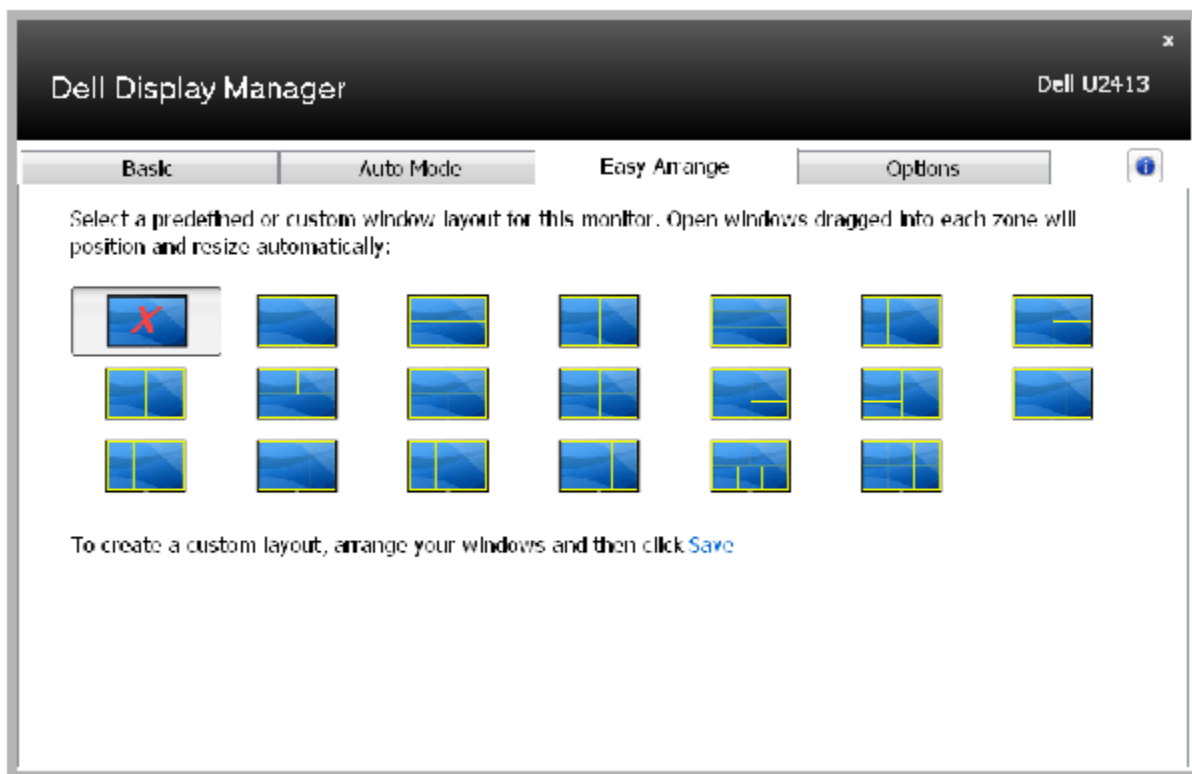 x
Dell Display Manager
Dell U2413
Basic
Auto Mode
Easy Arrange
Options
Select a predefined or custom window layout for this monitor. Open windows dragged into each zone will
position and resize automatically:
X
To create a custom layout, arrange your windows and then click Save